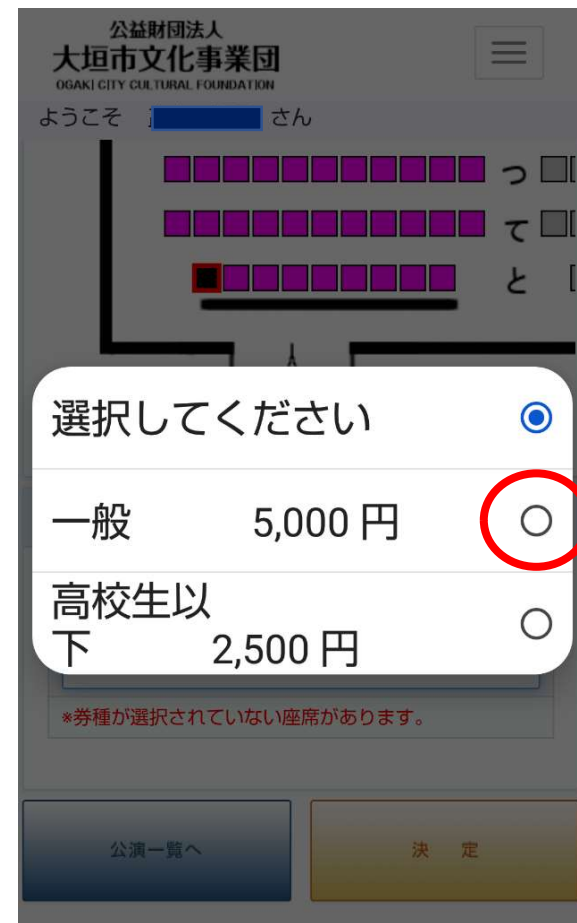 公益財団法人
大垣市文化事業団
OGAKI CITY CULTURAL FOUNDATION
ようこそ さん
つ
て
と
選択してください
一般 5,000 円
高校生以
下 2,500 円
*券種が選択されていない座席があります。
公演一覧へ
決 定